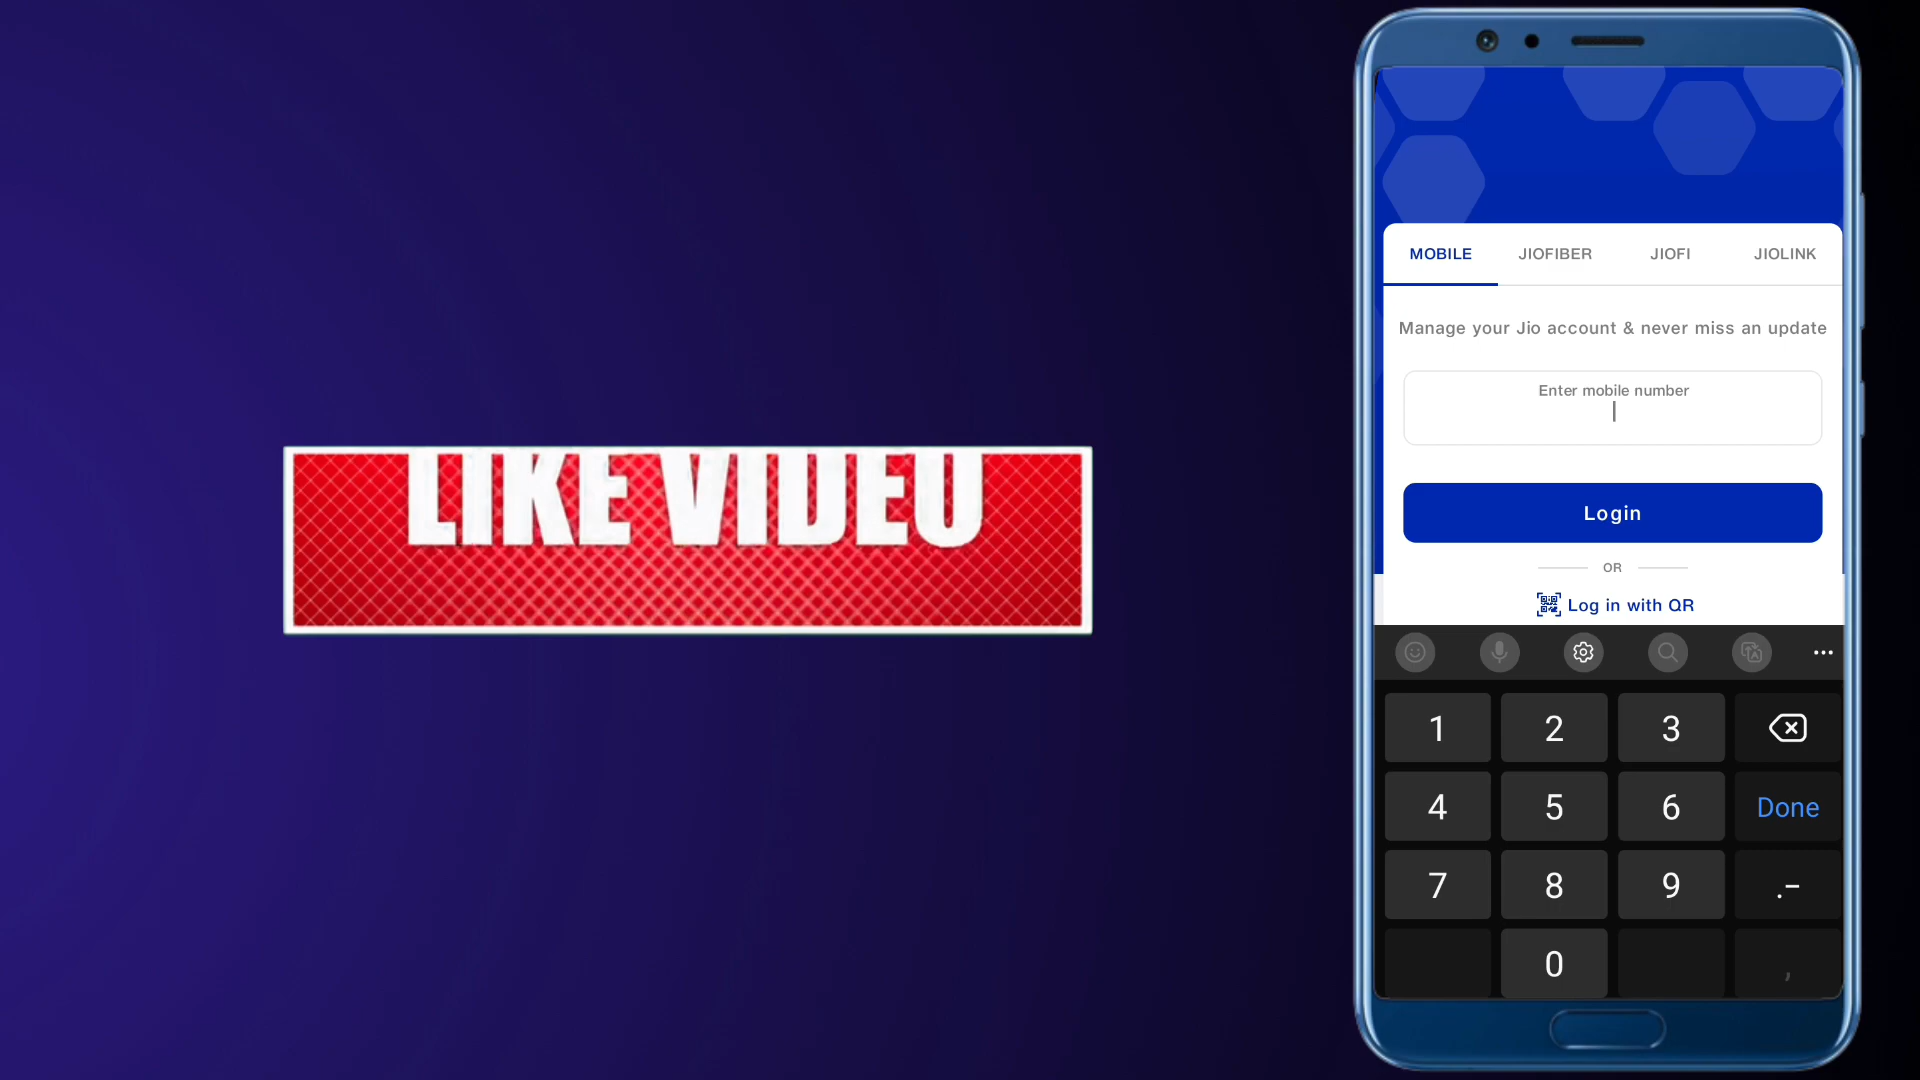 LIKE VIDEO
MOBILE JIOFIBER JIOFI JIOLINK
Manage your Jio account & never miss an update
Enter mobile number
Login
OR
Log in with QR
1 2 3
4 5 6 Done
7 8 9 .-
0 ,